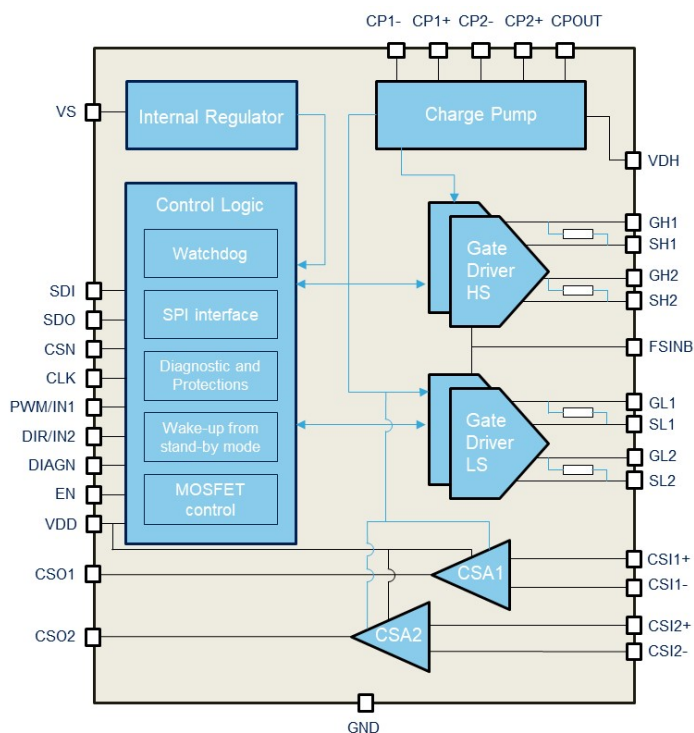 CP1- CP1+ CP2- CP2+ CPOUT
VS
Internal Regulator
Charge Pump
VDH
Control Logic
Watchdog
SPI interface
Diagnostic and
Protections
Wake-up from
stand-by mode
MOSFET
control
Gate
Driver
HS
GH1
SH1
GH2
SH2
FSINB
Gate
Driver
LS
GL1
SL1
GL2
SL2
SDI
SDO
CSN
CLK
PWM/IN1
DIR/IN2
DIAGN
EN
VDD
CSO1
CSO2
CSA1
CSA2
CSI1+
CSI1-
CSI2+
CSI2-
GND